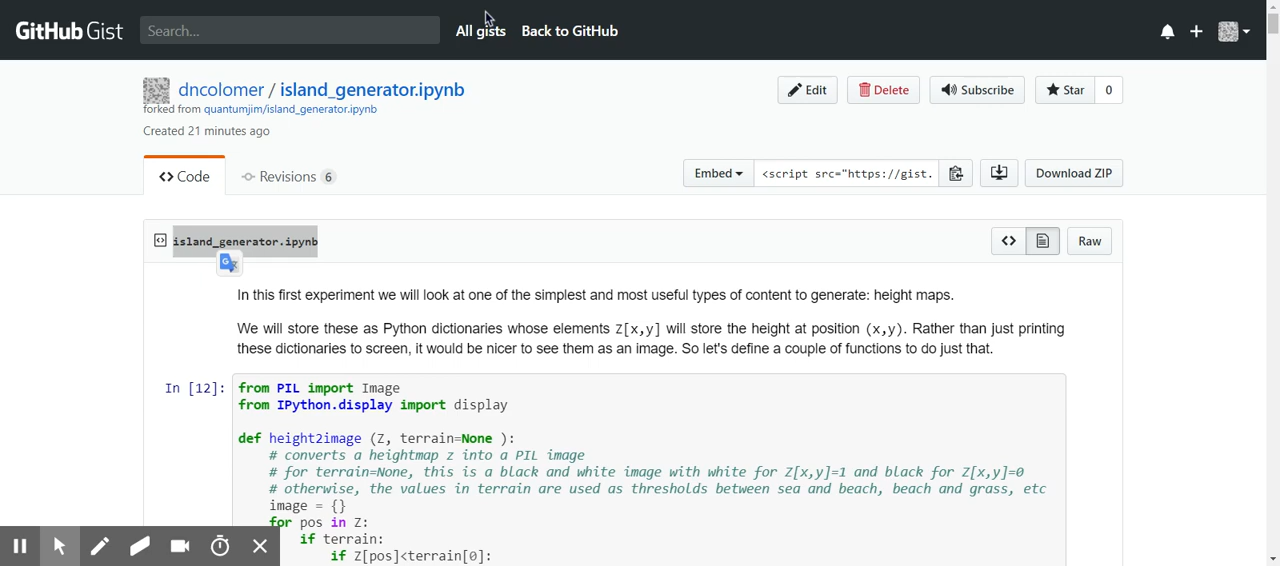 GitHub Gist Search... All gists Back to GitHub
dncolomer / island_generator.ipynb
forked from quantumjim/island_generator.ipynb
Created 21 minutes ago
Edit Delete Subscribe Star 0
Code Revisions 6
Embed <script src="https://gist. Download ZIP
island_generator.ipynb
Raw
In this first experiment we will look at one of the simplest and most useful types of content to generate: height maps.
We will store these as Python dictionaries whose elements Z[x,y] will store the height at position (x,y). Rather than just printing
these dictionaries to screen, it would be nicer to see them as an image. So let's define a couple of functions to do just that.
In [12]: from PIL import Image
from IPython.display import display
def height2image (Z, terrain=None ):
# converts a heightmap z into a PIL image
# for terrain=None, this is a black and white image with white for Z[x,y]=1 and black for Z[x,y]=0
# otherwise, the values in terrain are used as thresholds between sea and beach, beach and grass, etc
image = {}
for pos in Z:
if terrain:
if Z[pos]<terrain[0]: